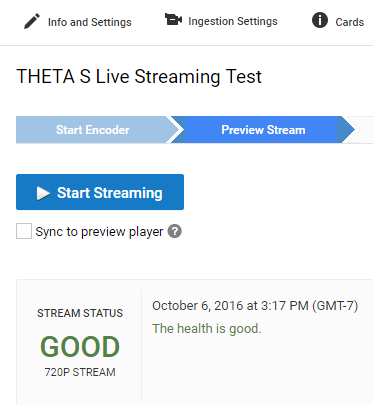 Info and Settings Ingestion Settings Cards
THETA S Live Streaming Test
Start Encoder Preview Stream
Start Streaming
Sync to preview player ?
STREAM STATUS
GOOD
720P STREAM
October 6, 2016 at 3:17 PM (GMT-7)
The health is good.